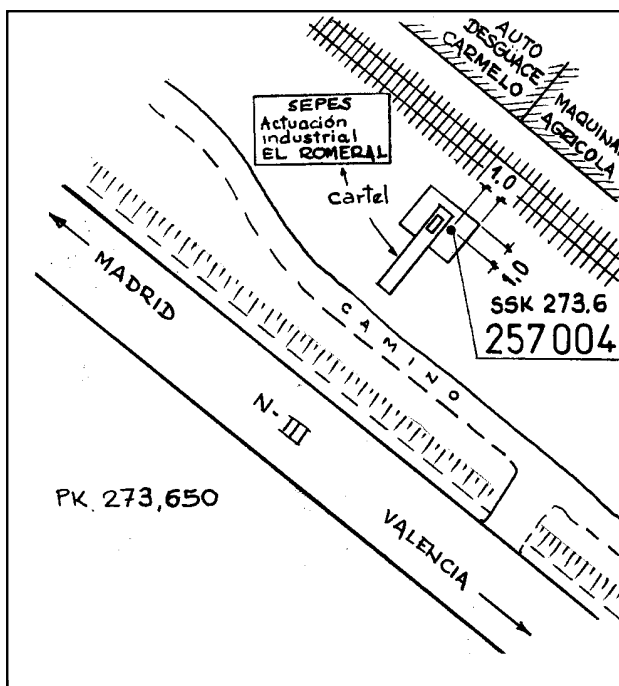 AUTO
DESGUACE
CARMELO
MAQUINA
AGRICOLA
SEPES
Actuación
industrial
EL ROMERAL
cartel
1.0
1.0
SSK 273.6
257004
MADRID
CAMINO
N-III
PK. 273,650
VALENCIA